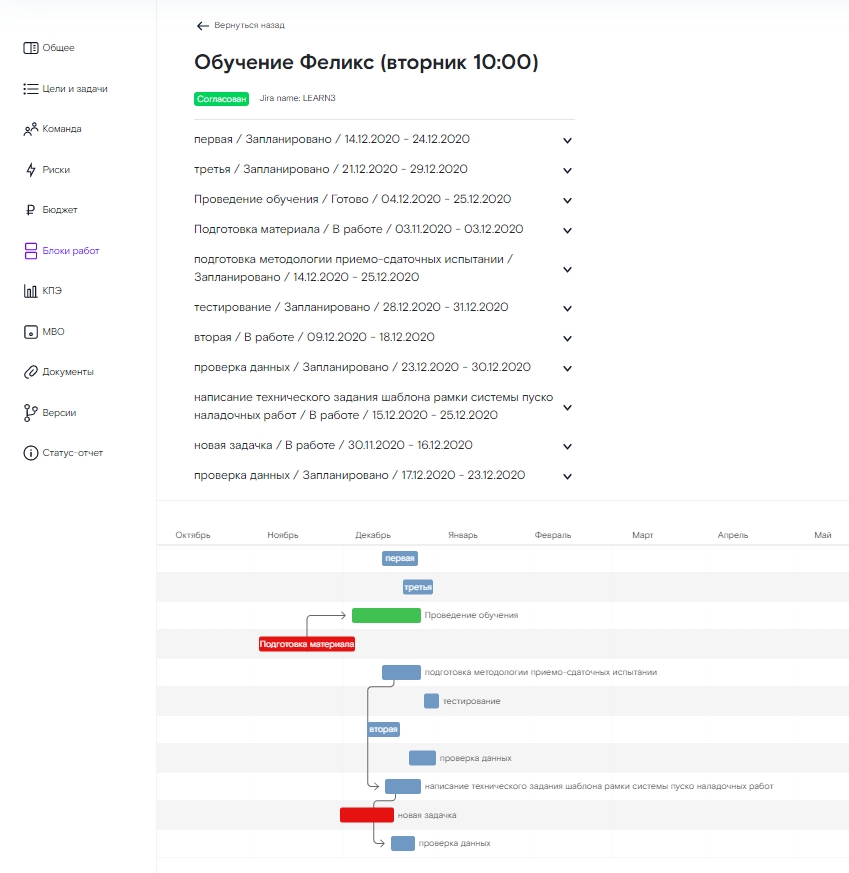 Вернуться назад
Общее
Цели и задачи
Команда
Риски
Бюджет
Блоки работ
КПЭ
МВО
Документы
Версии
Статус-отчет
Обучение Феликс (вторник 10:00)
Согласован
Jira name: LEARN3
первая / Запланировано / 14.12.2020 - 24.12.2020
третья / Запланировано / 21.12.2020 - 29.12.2020
Проведение обучения / Готово / 04.12.2020 - 25.12.2020
Подготовка материала / В работе / 03.11.2020 - 03.12.2020
подготовка методологии приемо-сдаточных испытании /
Запланировано / 14.12.2020 - 25.12.2020
тестирование / Запланировано / 28.12.2020 - 31.12.2020
вторая / В работе / 09.12.2020 - 18.12.2020
проверка данных / Запланировано / 23.12.2020 - 30.12.2020
написание технического задания шаблона рамки системы пуско
наладочных работ / В работе / 15.12.2020 - 25.12.2020
новая задачка / В работе / 30.11.2020 - 16.12.2020
проверка данных / Запланировано / 17.12.2020 - 23.12.2020
Октябрь Ноябрь Декабрь Январь Февраль Март Апрель Май
первая
третья
Проведение обучения
Подготовка материала
подготовка методологии приемо-сдаточных испытании
тестирование
вторая
проверка данных
написание технического задания шаблона рамки системы пуско наладочных работ
новая задачка
проверка данных